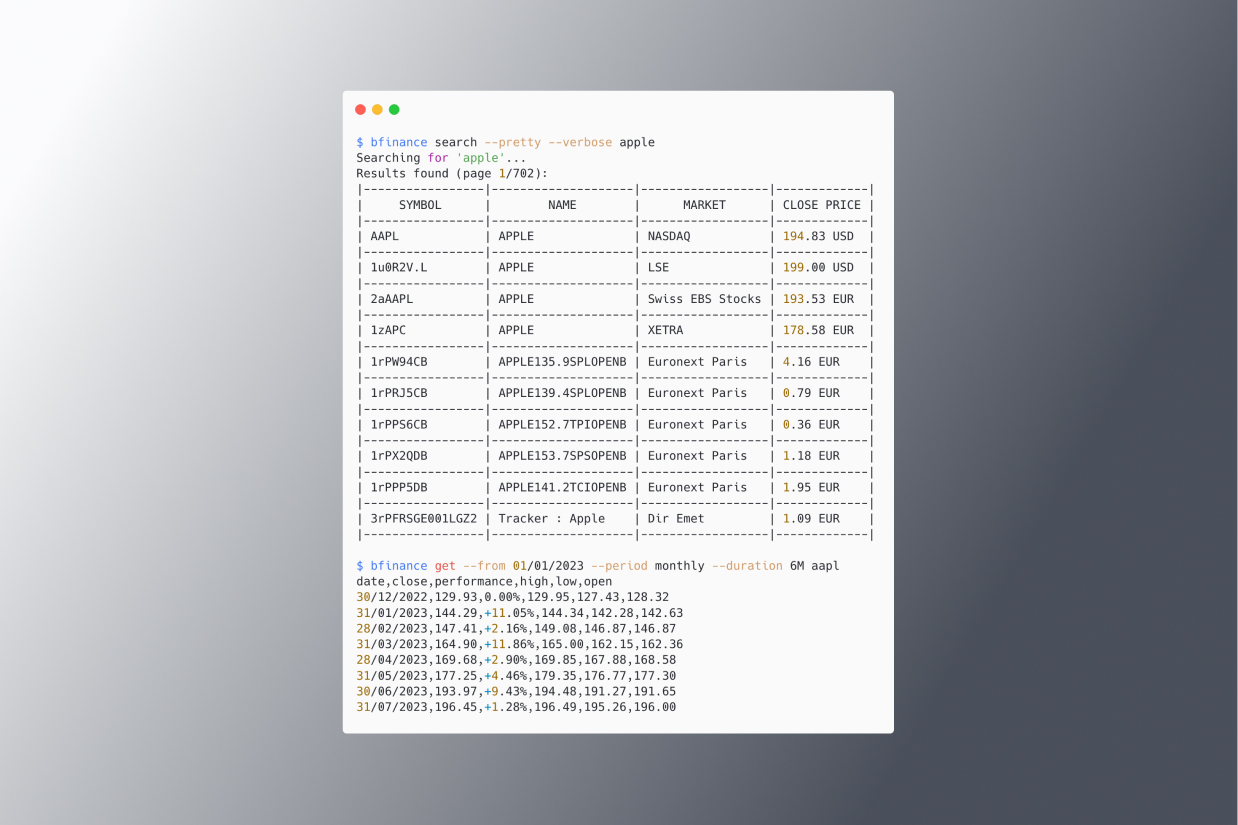 $ bfinance search --pretty --verbose apple
Searching for 'apple'...
Results found (page 1/702):
|----------------|--------------------|------------------|------------|
|     SYMBOL      |        NAME        |      MARKET      | CLOSE PRICE |
|----------------|--------------------|------------------|------------|
| AAPL            | APPLE              | NASDAQ           | 194.83 USD  |
|----------------|--------------------|------------------|------------|
| 1u0R2V.L        | APPLE              | LSE              | 199.00 USD  |
|----------------|--------------------|------------------|------------|
| 2aAAPL          | APPLE              | Swiss EBS Stocks | 193.53 EUR  |
|----------------|--------------------|------------------|------------|
| 1zAPC           | APPLE              | XETRA            | 178.58 EUR  |
|----------------|--------------------|------------------|------------|
| 1rPW94CB        | APPLE135.9SPLOPENB | Euronext Paris   | 4.16 EUR    |
|----------------|--------------------|------------------|------------|
| 1rPRJ5CB        | APPLE139.4SPLOPENB | Euronext Paris   | 0.79 EUR    |
|----------------|--------------------|------------------|------------|
| 1rPPS6CB        | APPLE152.7TPIOPENB | Euronext Paris   | 0.36 EUR    |
|----------------|--------------------|------------------|------------|
| 1rPX2QDB        | APPLE153.7SPSOPENB | Euronext Paris   | 1.18 EUR    |
|----------------|--------------------|------------------|------------|
| 1rPPP5DB        | APPLE141.2TCIOPENB | Euronext Paris   | 1.95 EUR    |
|----------------|--------------------|------------------|------------|
| 3rPFRSGE001LGZ2 | Tracker : Apple    | Dir Emet         | 1.09 EUR    |
|----------------|--------------------|------------------|------------|
$ bfinance get --from 01/01/2023 --period monthly --duration 6M aapl
date,close,performance,high,low,open
30/12/2022,129.93,0.00%,129.95,127.43,128.32
31/01/2023,144.29,+11.05%,144.34,142.28,142.63
28/02/2023,147.41,+2.16%,149.08,146.87,146.87
31/03/2023,164.90,+11.86%,165.00,162.15,162.36
28/04/2023,169.68,+2.90%,169.85,167.88,168.58
31/05/2023,177.25,+4.46%,179.35,176.77,177.30
30/06/2023,193.97,+9.43%,194.48,191.27,191.65
31/07/2023,196.45,+1.28%,196.49,195.26,196.00